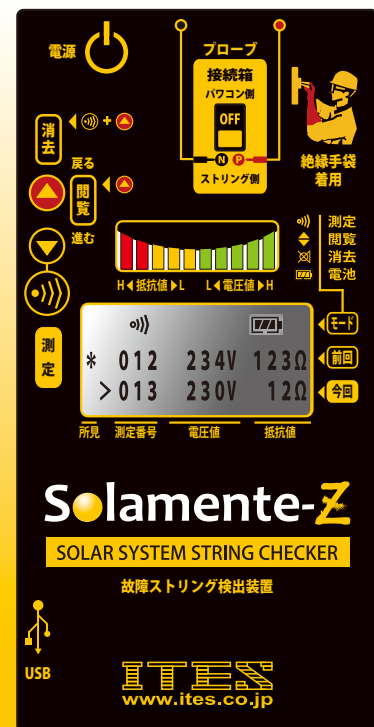 電源
プローブ
接続箱
パワコン側
OFF
N P
ストリング側
絶縁手袋
着用
消去
+
戻る
閲覧
進む
測定
H 抵抗値 L
L 電圧値 H
測定
閲覧
消去
電池
モード
前回
今回
* 012 234V 123Ω
>013 230V 12Ω
所見 測定番号 電圧値 抵抗値
Solamente-Z
SOLAR SYSTEM STRING CHECKER
故障ストリング検出装置
USB
ITES
www.ites.co.jp